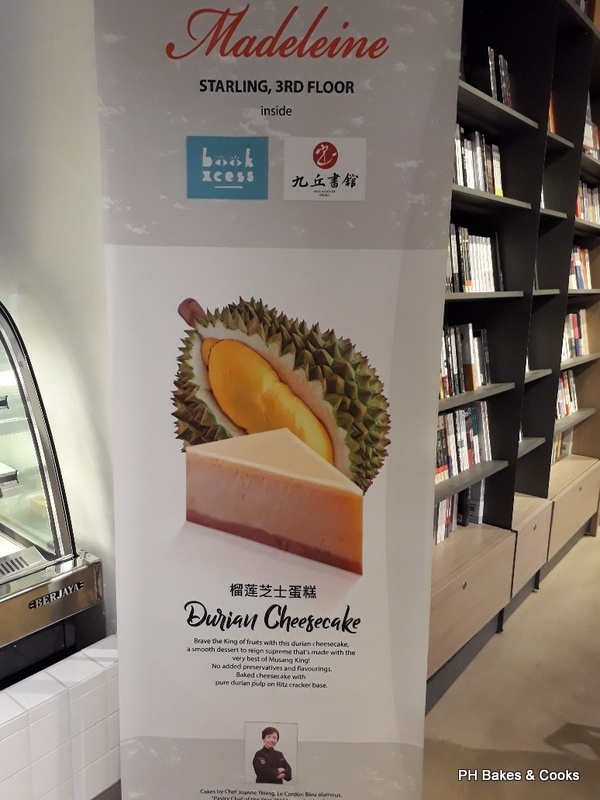 Madeleine
STARLING, 3RD FLOOR
inside
book
xcess
九丘書館
榴莲芝士蛋糕
Durian Cheesecake
Brave the King of fruits with this durian cheesecake,
a smooth dessert to reign supreme that's made with the
very best of Musang King!
No added preservatives and flavourings.
Baked cheesecake with
pure durian pulp on Ritz cracker base.
BERJAYA
Cakes by Chef Joanne Yeong, Le Cordon Bleu alumnus.
PH Bakes & Cooks